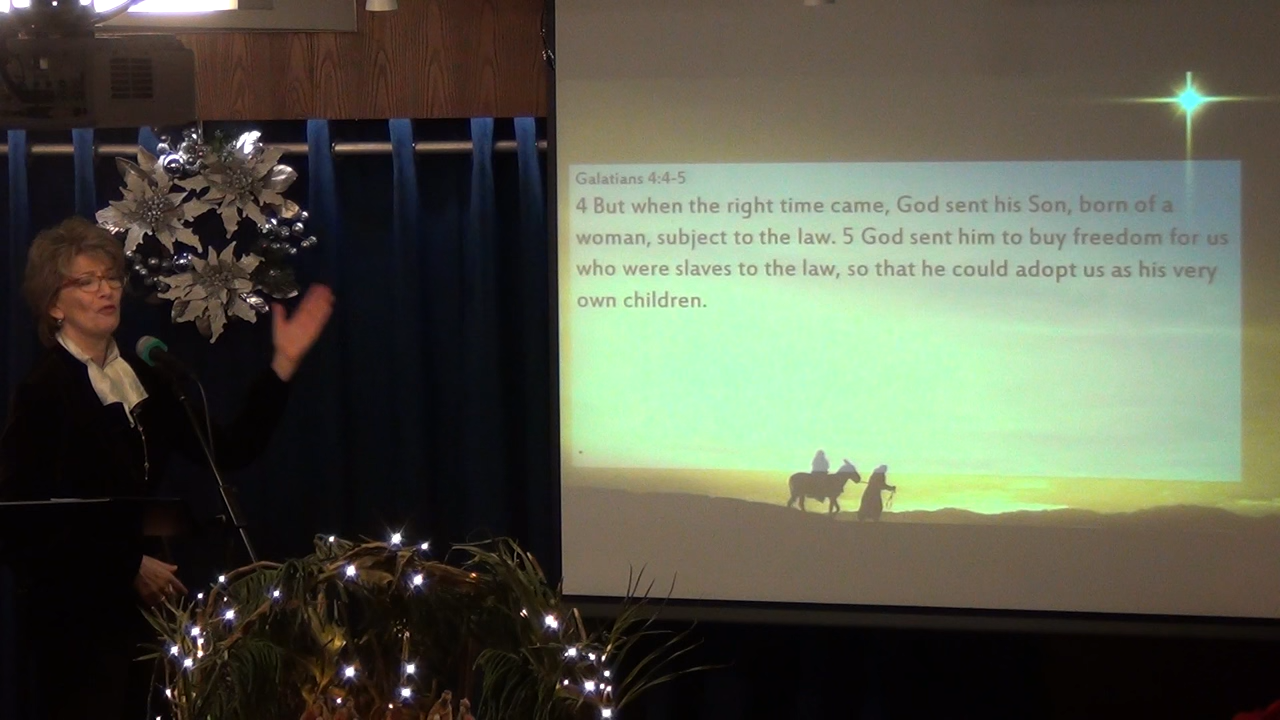 Galatians 4:4-5
4 But when the right time came, God sent his Son, born of a
woman, subject to the law. 5 God sent him to buy freedom for us
who were slaves to the law, so that he could adopt us as his very
own children.